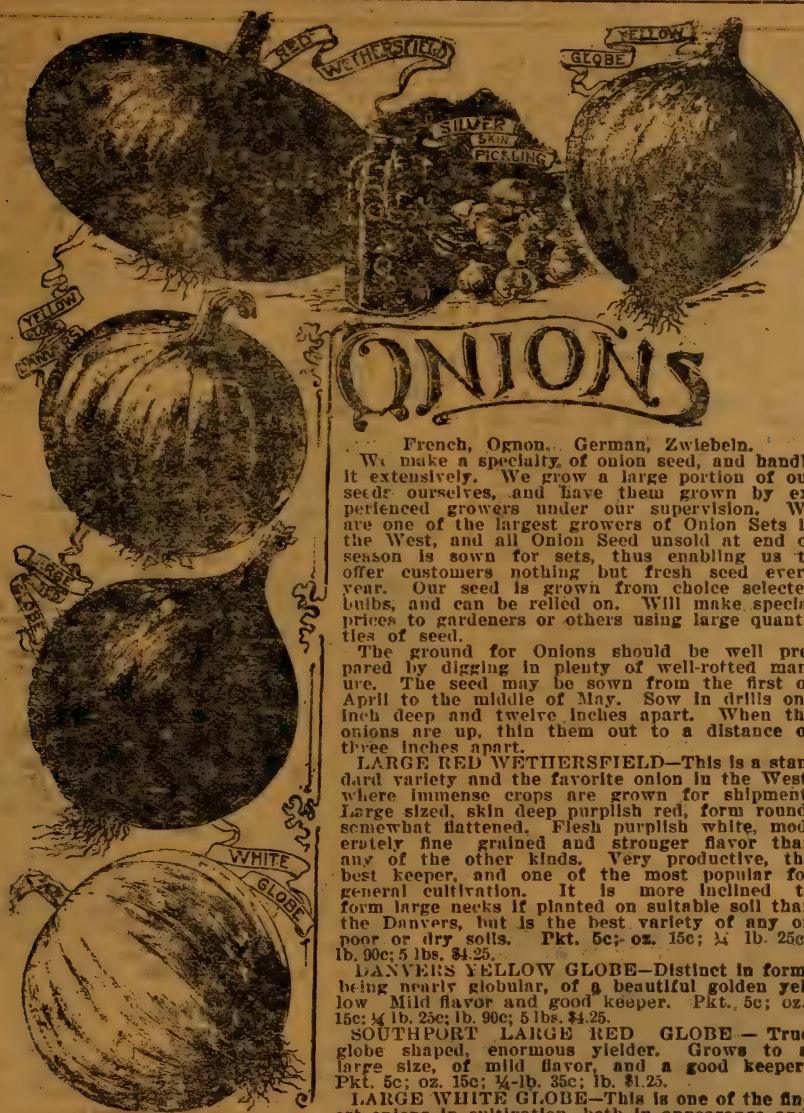 RED
WETHERSFIELD
YELLOW
GLOBE
SILVER
SKIN
PICKLING
YELLOW
GLOBE
DANVERS
LARGE
RED
GLOBE
WHITE
GLOBE
ONIONS
French, Ognon. German, Zwiebeln.
We make a specialty of onion seed, and handl
it extensively. We grow a large portion of ou
seeds ourselves, and have them grown by ex
perienced growers under our supervision. W
are one of the largest growers of Onion Sets i
the West, and all Onion Seed unsold at end o
season is sown for sets, thus enabling us t
offer customers nothing but fresh seed ever
year. Our seed is grown from choice selecte
bulbs, and can be relied on. Will make specia
prices to gardeners or others using large quanti
ties of seed.
The ground for Onions should be well pre
pared by digging in plenty of well-rotted man
ure. The seed may be sown from the first o
April to the middle of May. Sow in drills on
inch deep and twelve inches apart. When th
onions are up, thin them out to a distance o
three inches apart.
LARGE RED WETHERSFIELD—This is a stan
dard variety and the favorite onion in the West
where immense crops are grown for shipment
Large sized, skin deep purplish red, form round
somewhat flattened. Flesh purplish white, mod
erately fine grained and stronger flavor tha
any of the other kinds. Very productive, th
best keeper, and one of the most popular fo
general cultivation. It is more inclined t
form large necks if planted on suitable soil tha
the Danvers, but is the best variety of any o
poor or dry soils. Pkt. 5c; oz. 15c; ¼ lb. 25c
lb. 90c; 5 lbs. $4.25.
DANVERS YELLOW GLOBE—Distinct in form
being nearly globular, of a beautiful golden yel
low Mild flavor and good keeper. Pkt., 5c; oz.
15c; ¼ lb. 25c; lb. 90c; 5 lbs. $4.25.
SOUTHPORT LARGE RED GLOBE — True
globe shaped, enormous yielder. Grows to a
large size, of mild flavor, and a good keeper
Pkt. 5c; oz. 15c; ¼-lb. 35c; lb. $1.25.
LARGE WHITE GLOBE—This is one of the fin
est onions in cultivation, both in appearance an